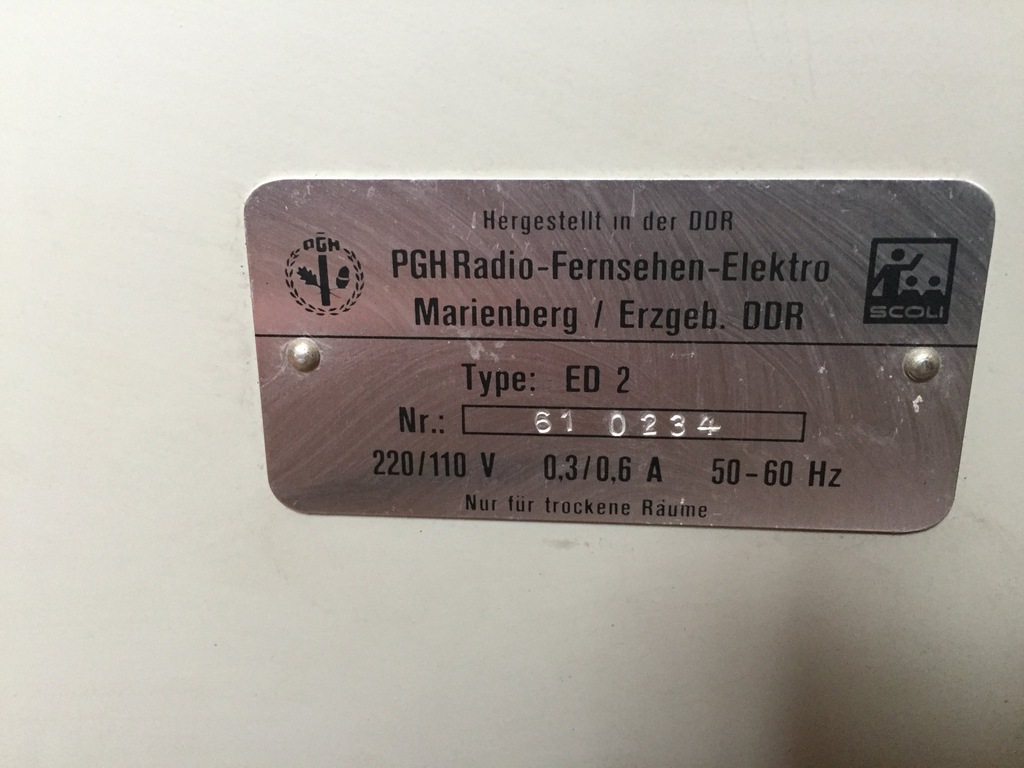 Hergestellt in der DDR
PGH
PGH Radio-Fernsehen-Elektro
Marienberg / Erzgeb. DDR
SCOLI
Type: ED 2
Nr.: 61 0234
220/110 V 0,3/0,6 A 50-60 Hz
Nur für trockene Räume